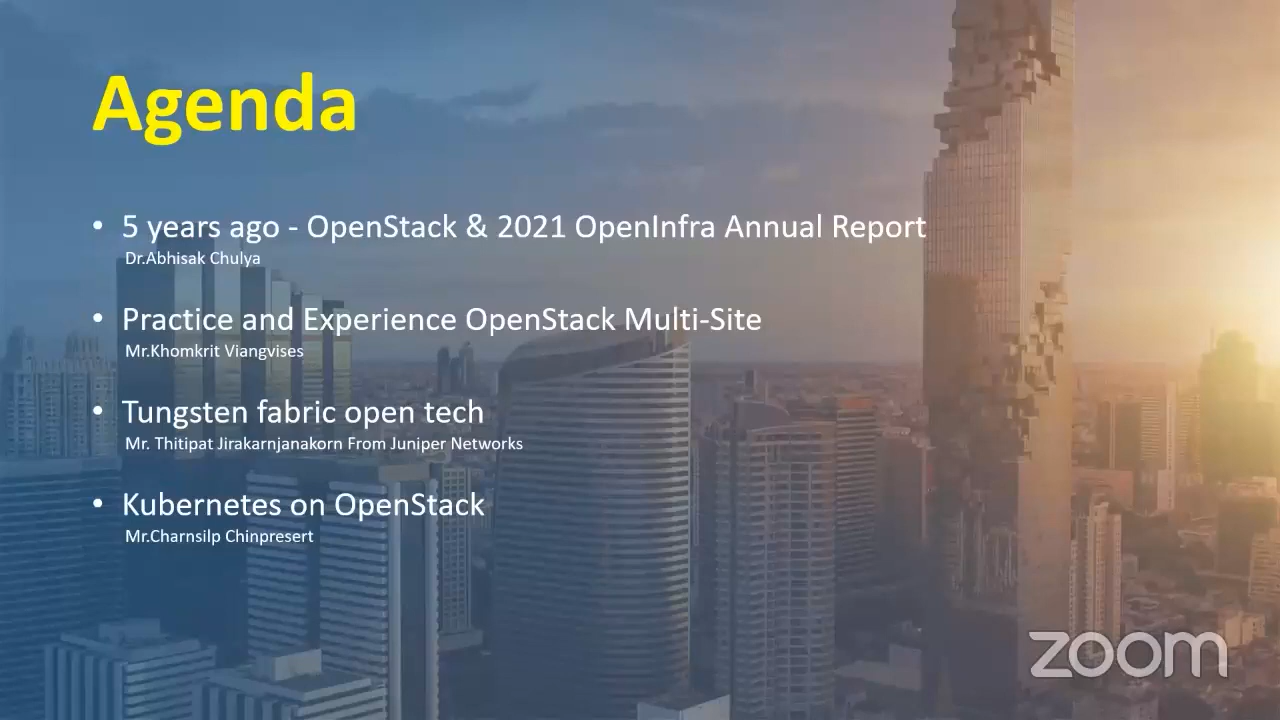 Agenda
• 5 years ago - OpenStack & 2021 OpenInfra Annual Report
Dr.Abhisak Chulya
• Practice and Experience OpenStack Multi-Site
Mr.Khomkrit Viangvises
• Tungsten fabric open tech
Mr. Thitipat Jirakarnjanakorn From Juniper Networks
• Kubernetes on OpenStack
Mr.Charnsilp Chinpresert
zoom